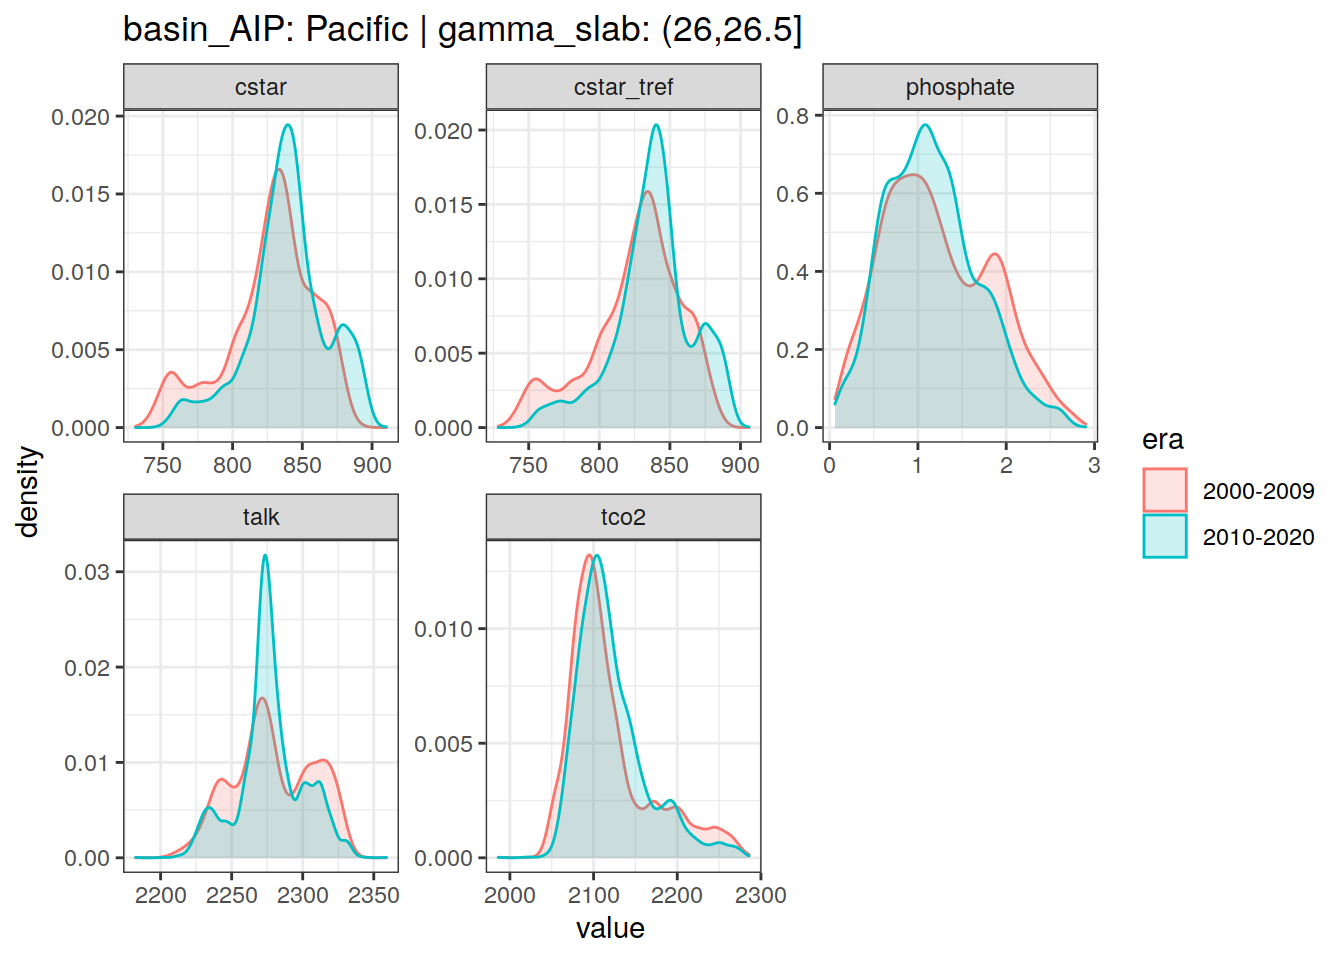 basin_AIP: Pacific | gamma_slab: (26,26.5]
cstar
cstar_tref
phosphate
0.020
0.015
0.010
0.005
0.000
750 800 850 900
0.020
0.015
0.010
0.005
0.000
750 800 850 900
0.8
0.6
0.4
0.2
0.0
0 1 2 3
density
talk
tco2
0.03
0.02
0.01
0.00
2200 2250 2300 2350
0.010
0.005
0.000
2000 2100 2200 2300
value
era
2000-2009
2010-2020